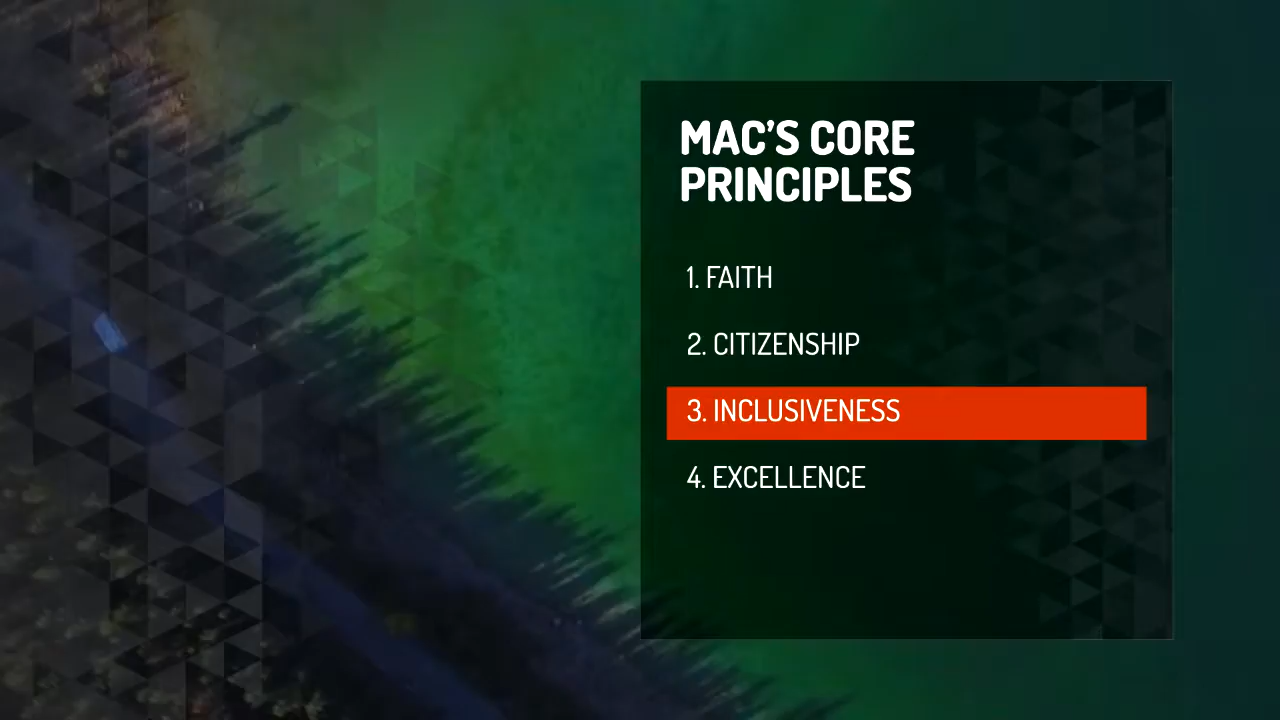 MAC’S CORE
PRINCIPLES
1. FAITH
2. CITIZENSHIP
3. INCLUSIVENESS
4. EXCELLENCE